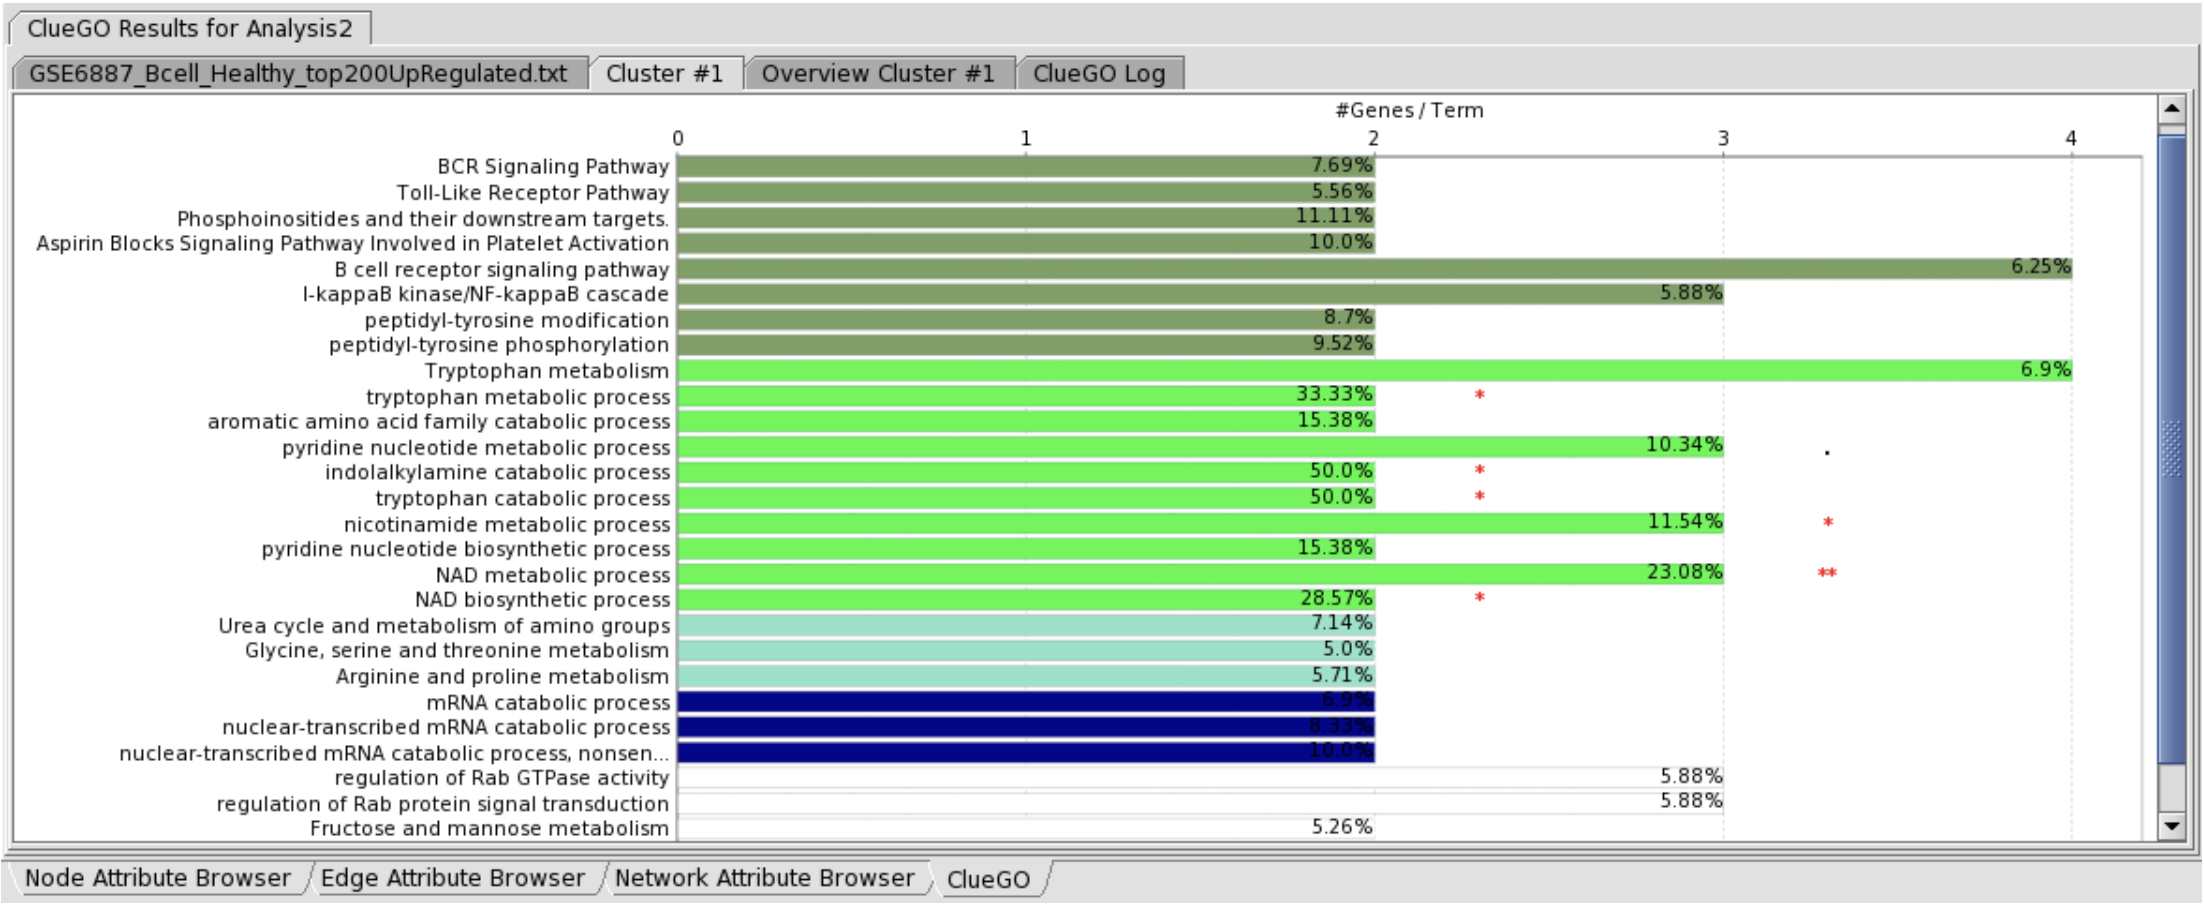 ClueGO Results for Analysis2
GSE6887_Bcell_Healthy_top200UpRegulated.txt Cluster #1 Overview Cluster #1 ClueGO Log
#Genes / Term
0 1 2 3 4
BCR Signaling Pathway 7.69%
Toll-Like Receptor Pathway 5.56%
Phosphoinositides and their downstream targets. 11.11%
Aspirin Blocks Signaling Pathway Involved in Platelet Activation 10.0%
B cell receptor signaling pathway 6.25%
I-kappaB kinase/NF-kappaB cascade 5.88%
peptidyl-tyrosine modification 8.7%
peptidyl-tyrosine phosphorylation 9.52%
Tryptophan metabolism 6.9%
tryptophan metabolic process 33.33% *
aromatic amino acid family catabolic process 15.38%
pyridine nucleotide metabolic process 10.34% .
indolalkylamine catabolic process 50.0% *
tryptophan catabolic process 50.0% *
nicotinamide metabolic process 11.54% *
pyridine nucleotide biosynthetic process 15.38%
NAD metabolic process 23.08% **
NAD biosynthetic process 28.57% *
Urea cycle and metabolism of amino groups 7.14%
Glycine, serine and threonine metabolism 5.0%
Arginine and proline metabolism 5.71%
mRNA catabolic process 6.9%
nuclear-transcribed mRNA catabolic process 8.33%
nuclear-transcribed mRNA catabolic process, nonsen... 10.0%
regulation of Rab GTPase activity 5.88%
regulation of Rab protein signal transduction 5.88%
Fructose and mannose metabolism 5.26%
Node Attribute Browser Edge Attribute Browser Network Attribute Browser ClueGO